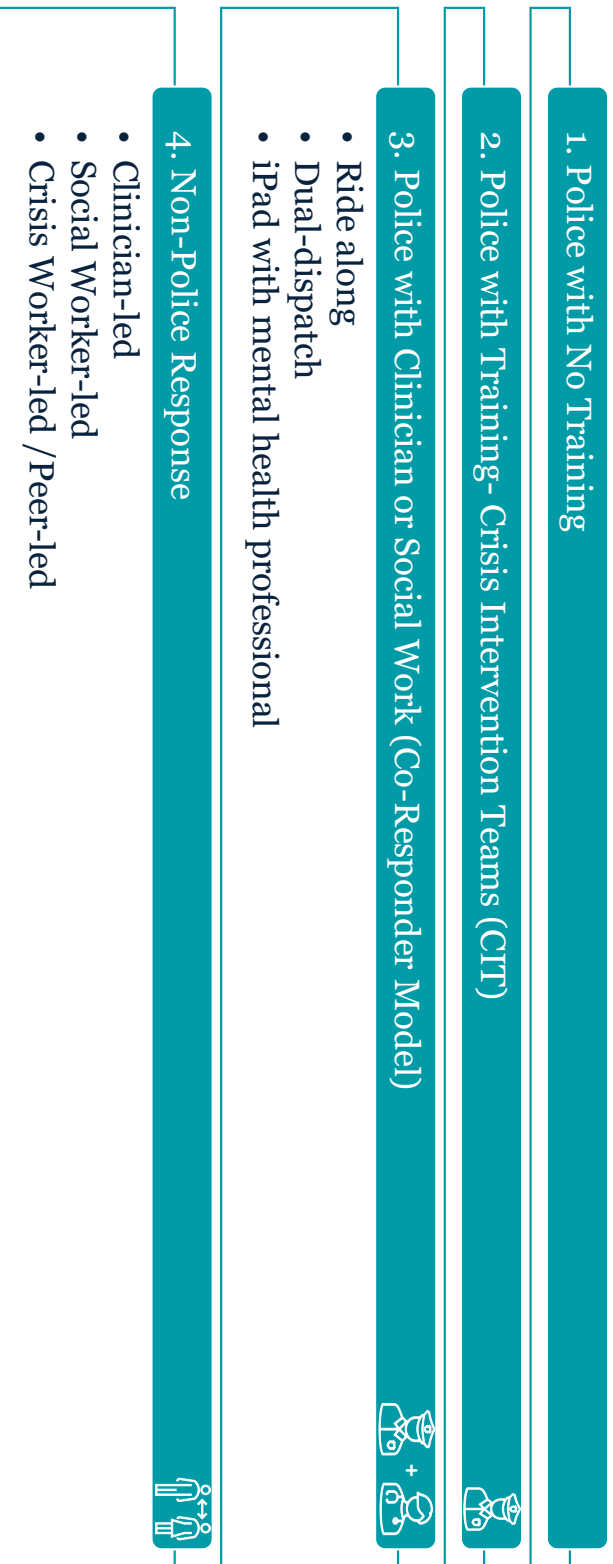 1. Police with No Training
2. Police with Training- Crisis Intervention Teams (CIT)
3. Police with Clinician or Social Work (Co-Responder Model)
• Ride along
• Dual-dispatch
• iPad with mental health professional
4. Non-Police Response
• Clinician-led
• Social Worker-led
• Crisis Worker-led /Peer-led